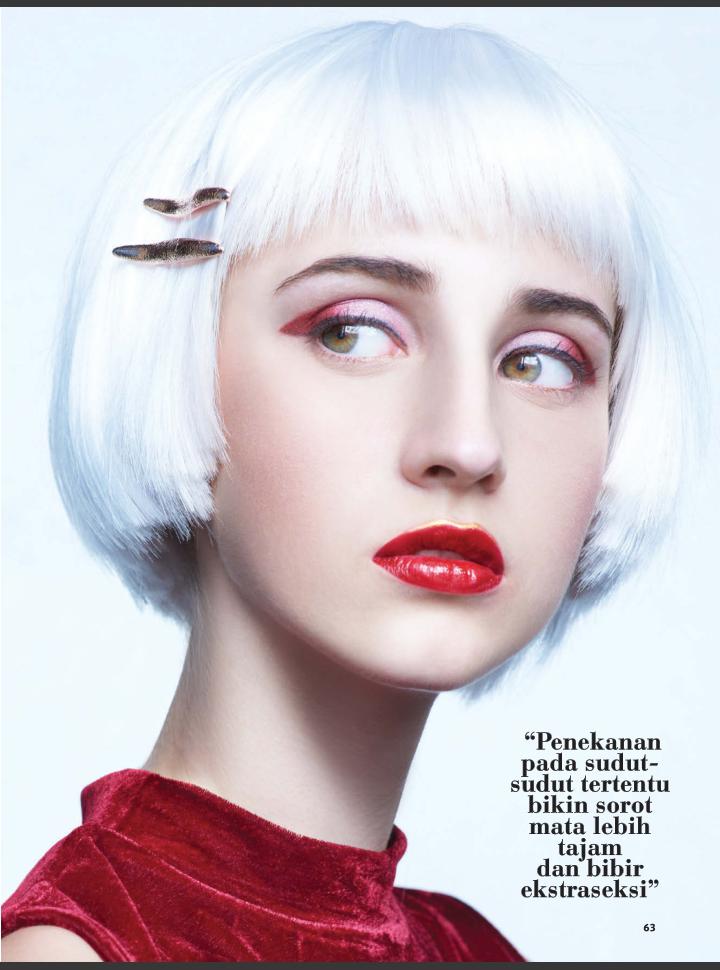 “Penekanan
pada sudut-
sudut tertentu
bikin sorot
mata lebih
tajam
dan bibir
ekstraseksi”
63